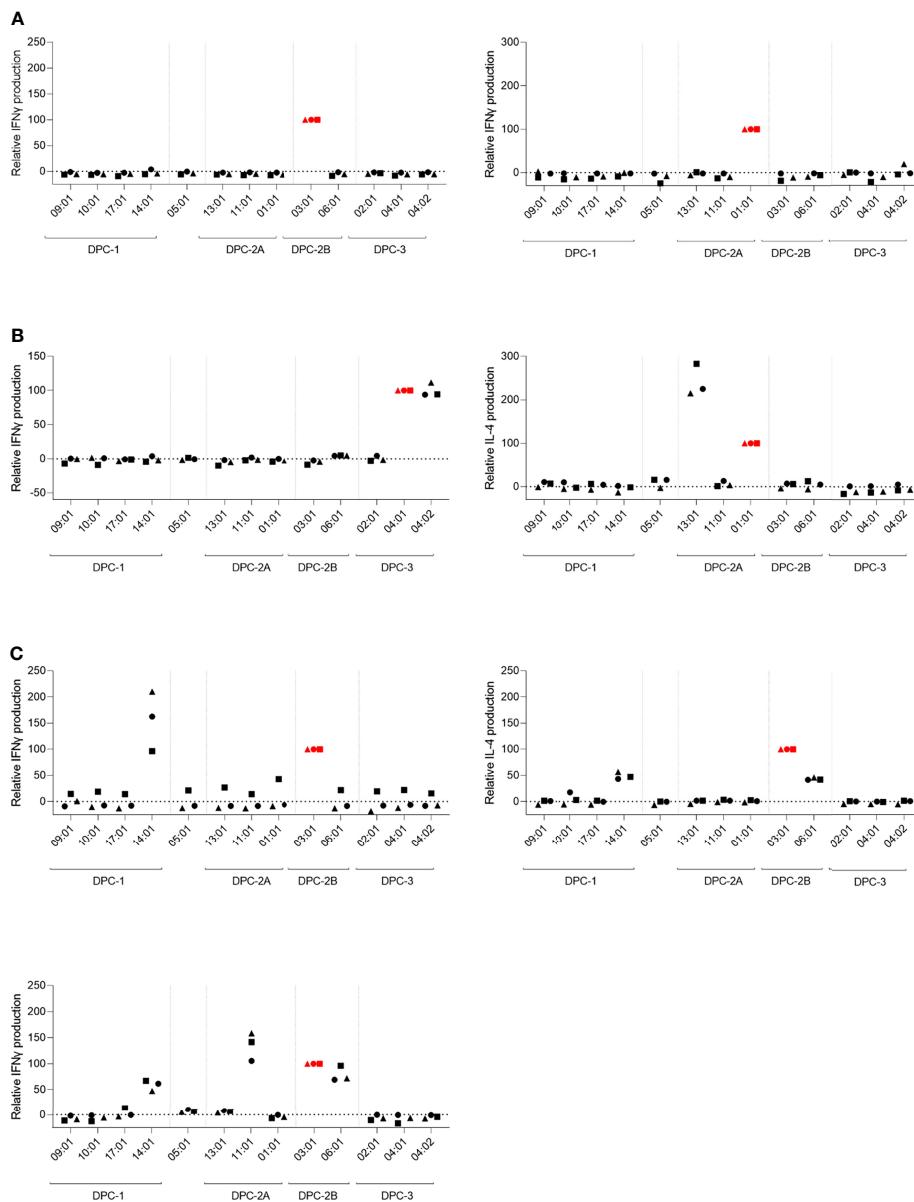 A
Relative IFNγ production
250
200
150
100
50
0
-50
09:01 10:01 17:01 14:01 05:01 13:01 11:01 01:01 03:01 06:01 02:01 04:01 04:02
DPC-1 DPC-2A DPC-2B DPC-3
Relative IFNγ production
300
200
100
0
-100
09:01 10:01 17:01 14:01 05:01 13:01 11:01 01:01 03:01 06:01 02:01 04:01 04:02
DPC-1 DPC-2A DPC-2B DPC-3
B
Relative IFNγ production
150
100
50
0
-50
09:01 10:01 17:01 14:01 05:01 13:01 11:01 01:01 03:01 06:01 02:01 04:01 04:02
DPC-1 DPC-2A DPC-2B DPC-3
Relative IL-4 production
300
200
100
0
09:01 10:01 17:01 14:01 05:01 13:01 11:01 01:01 03:01 06:01 02:01 04:01 04:02
DPC-1 DPC-2A DPC-2B DPC-3
C
Relative IFNγ production
250
200
150
100
50
0
09:01 10:01 17:01 14:01 05:01 13:01 11:01 01:01 03:01 06:01 02:01 04:01 04:02
DPC-1 DPC-2A DPC-2B DPC-3
Relative IL-4 production
250
200
150
100
50
0
09:01 10:01 17:01 14:01 05:01 13:01 11:01 01:01 03:01 06:01 02:01 04:01 04:02
DPC-1 DPC-2A DPC-2B DPC-3
Relative IFNγ production
250
200
150
100
50
0
09:01 10:01 17:01 14:01 05:01 13:01 11:01 01:01 03:01 06:01 02:01 04:01 04:02
DPC-1 DPC-2A DPC-2B DPC-3